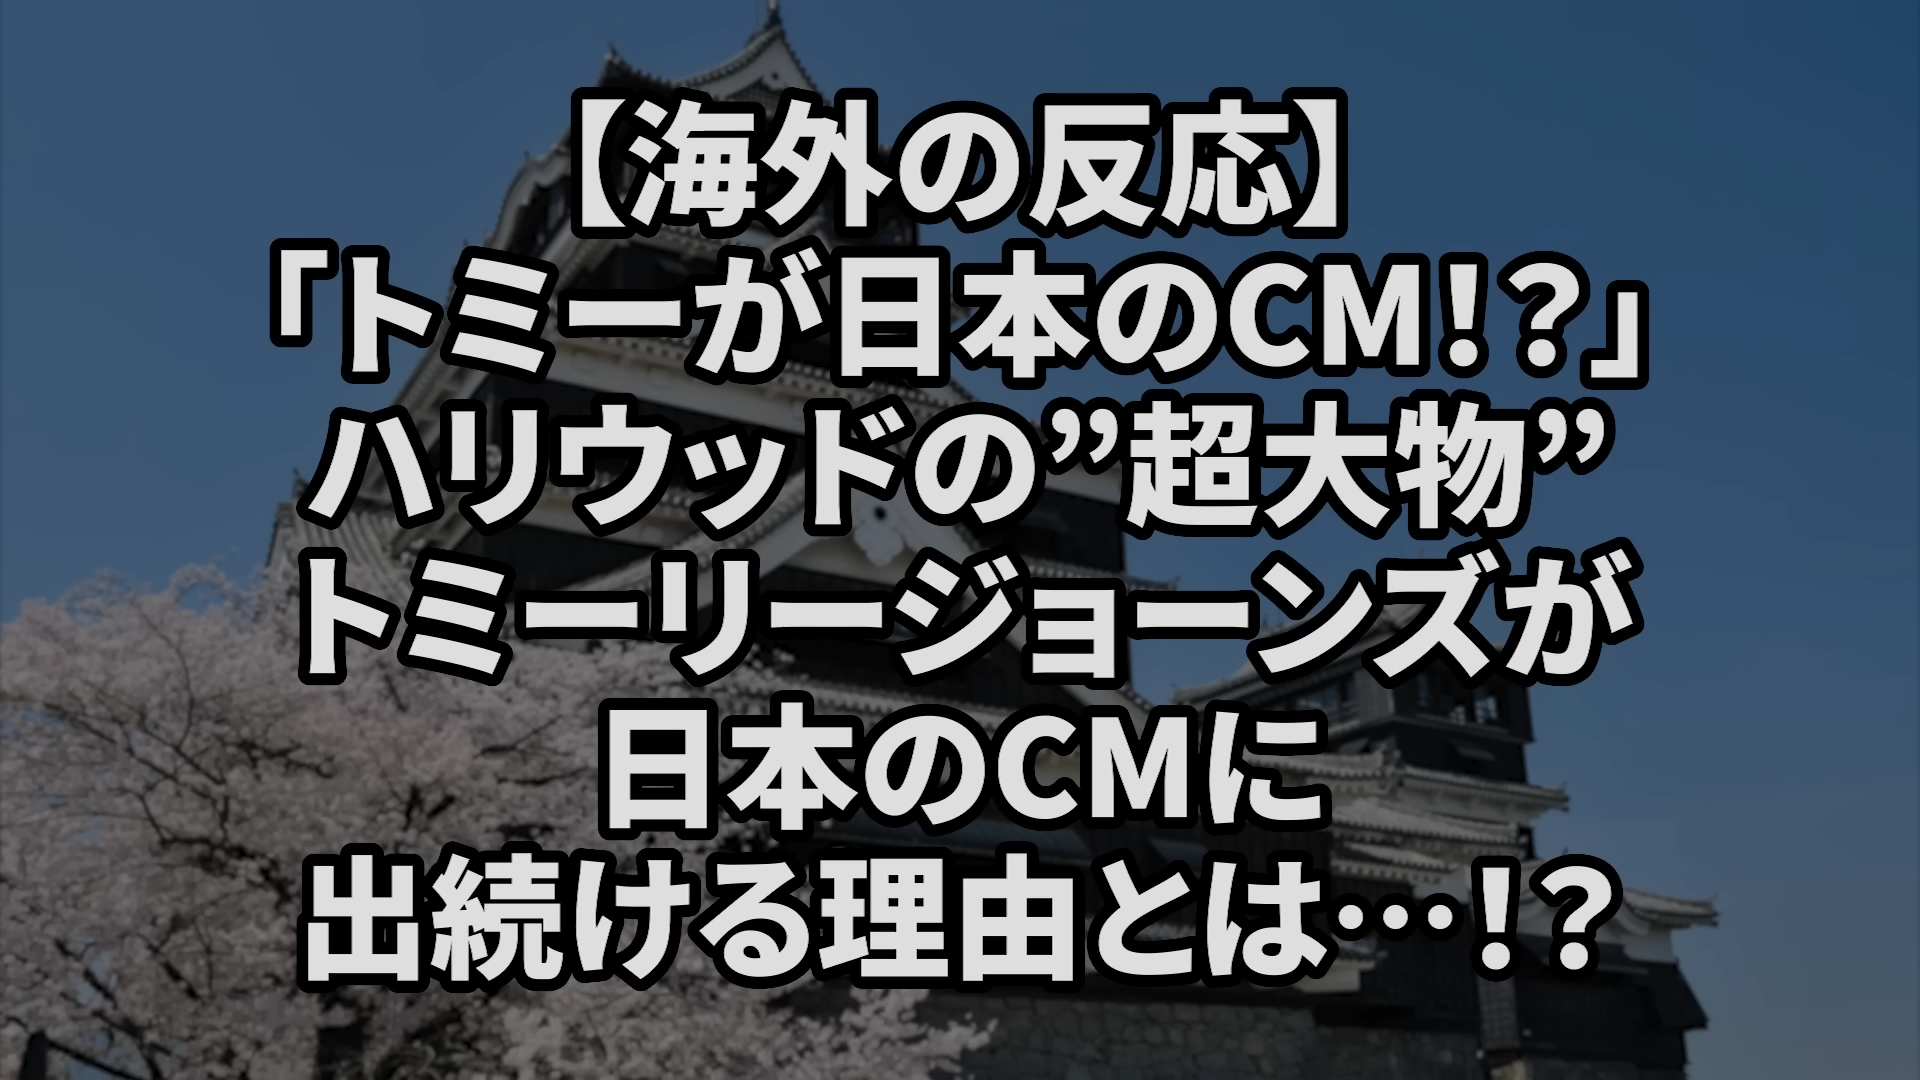 【海外の反応】
「トミーが日本のCM！？」
ハリウッドの”超大物”
トミーリージョーンズが
日本のCMに
出続ける理由とは…！？